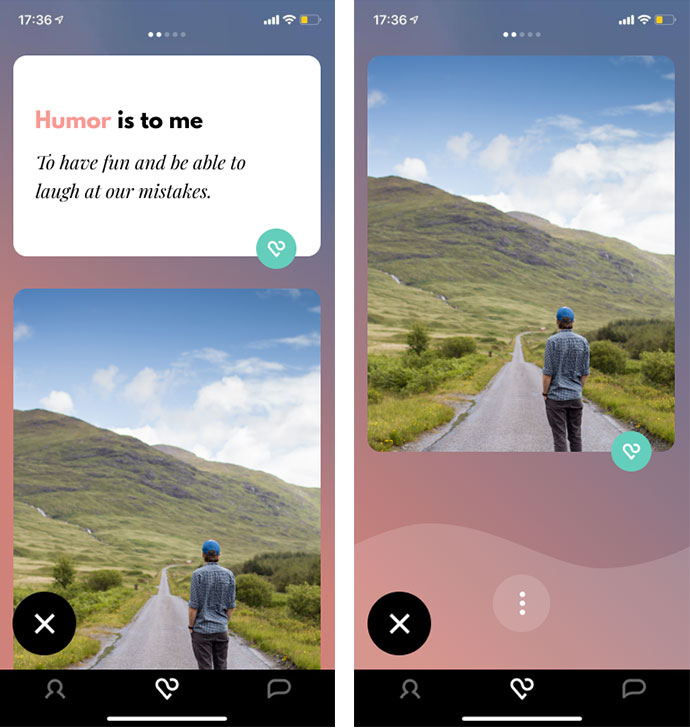 17:36
Humor is to me
To have fun and be able to
laugh at our mistakes.
17:36